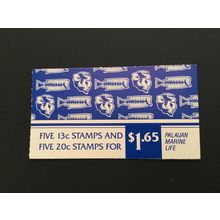 FIVE 13c STAMPS AND
FIVE 20c STAMPS FOR
$1.65
PALAUAN
MARINE
LIFE